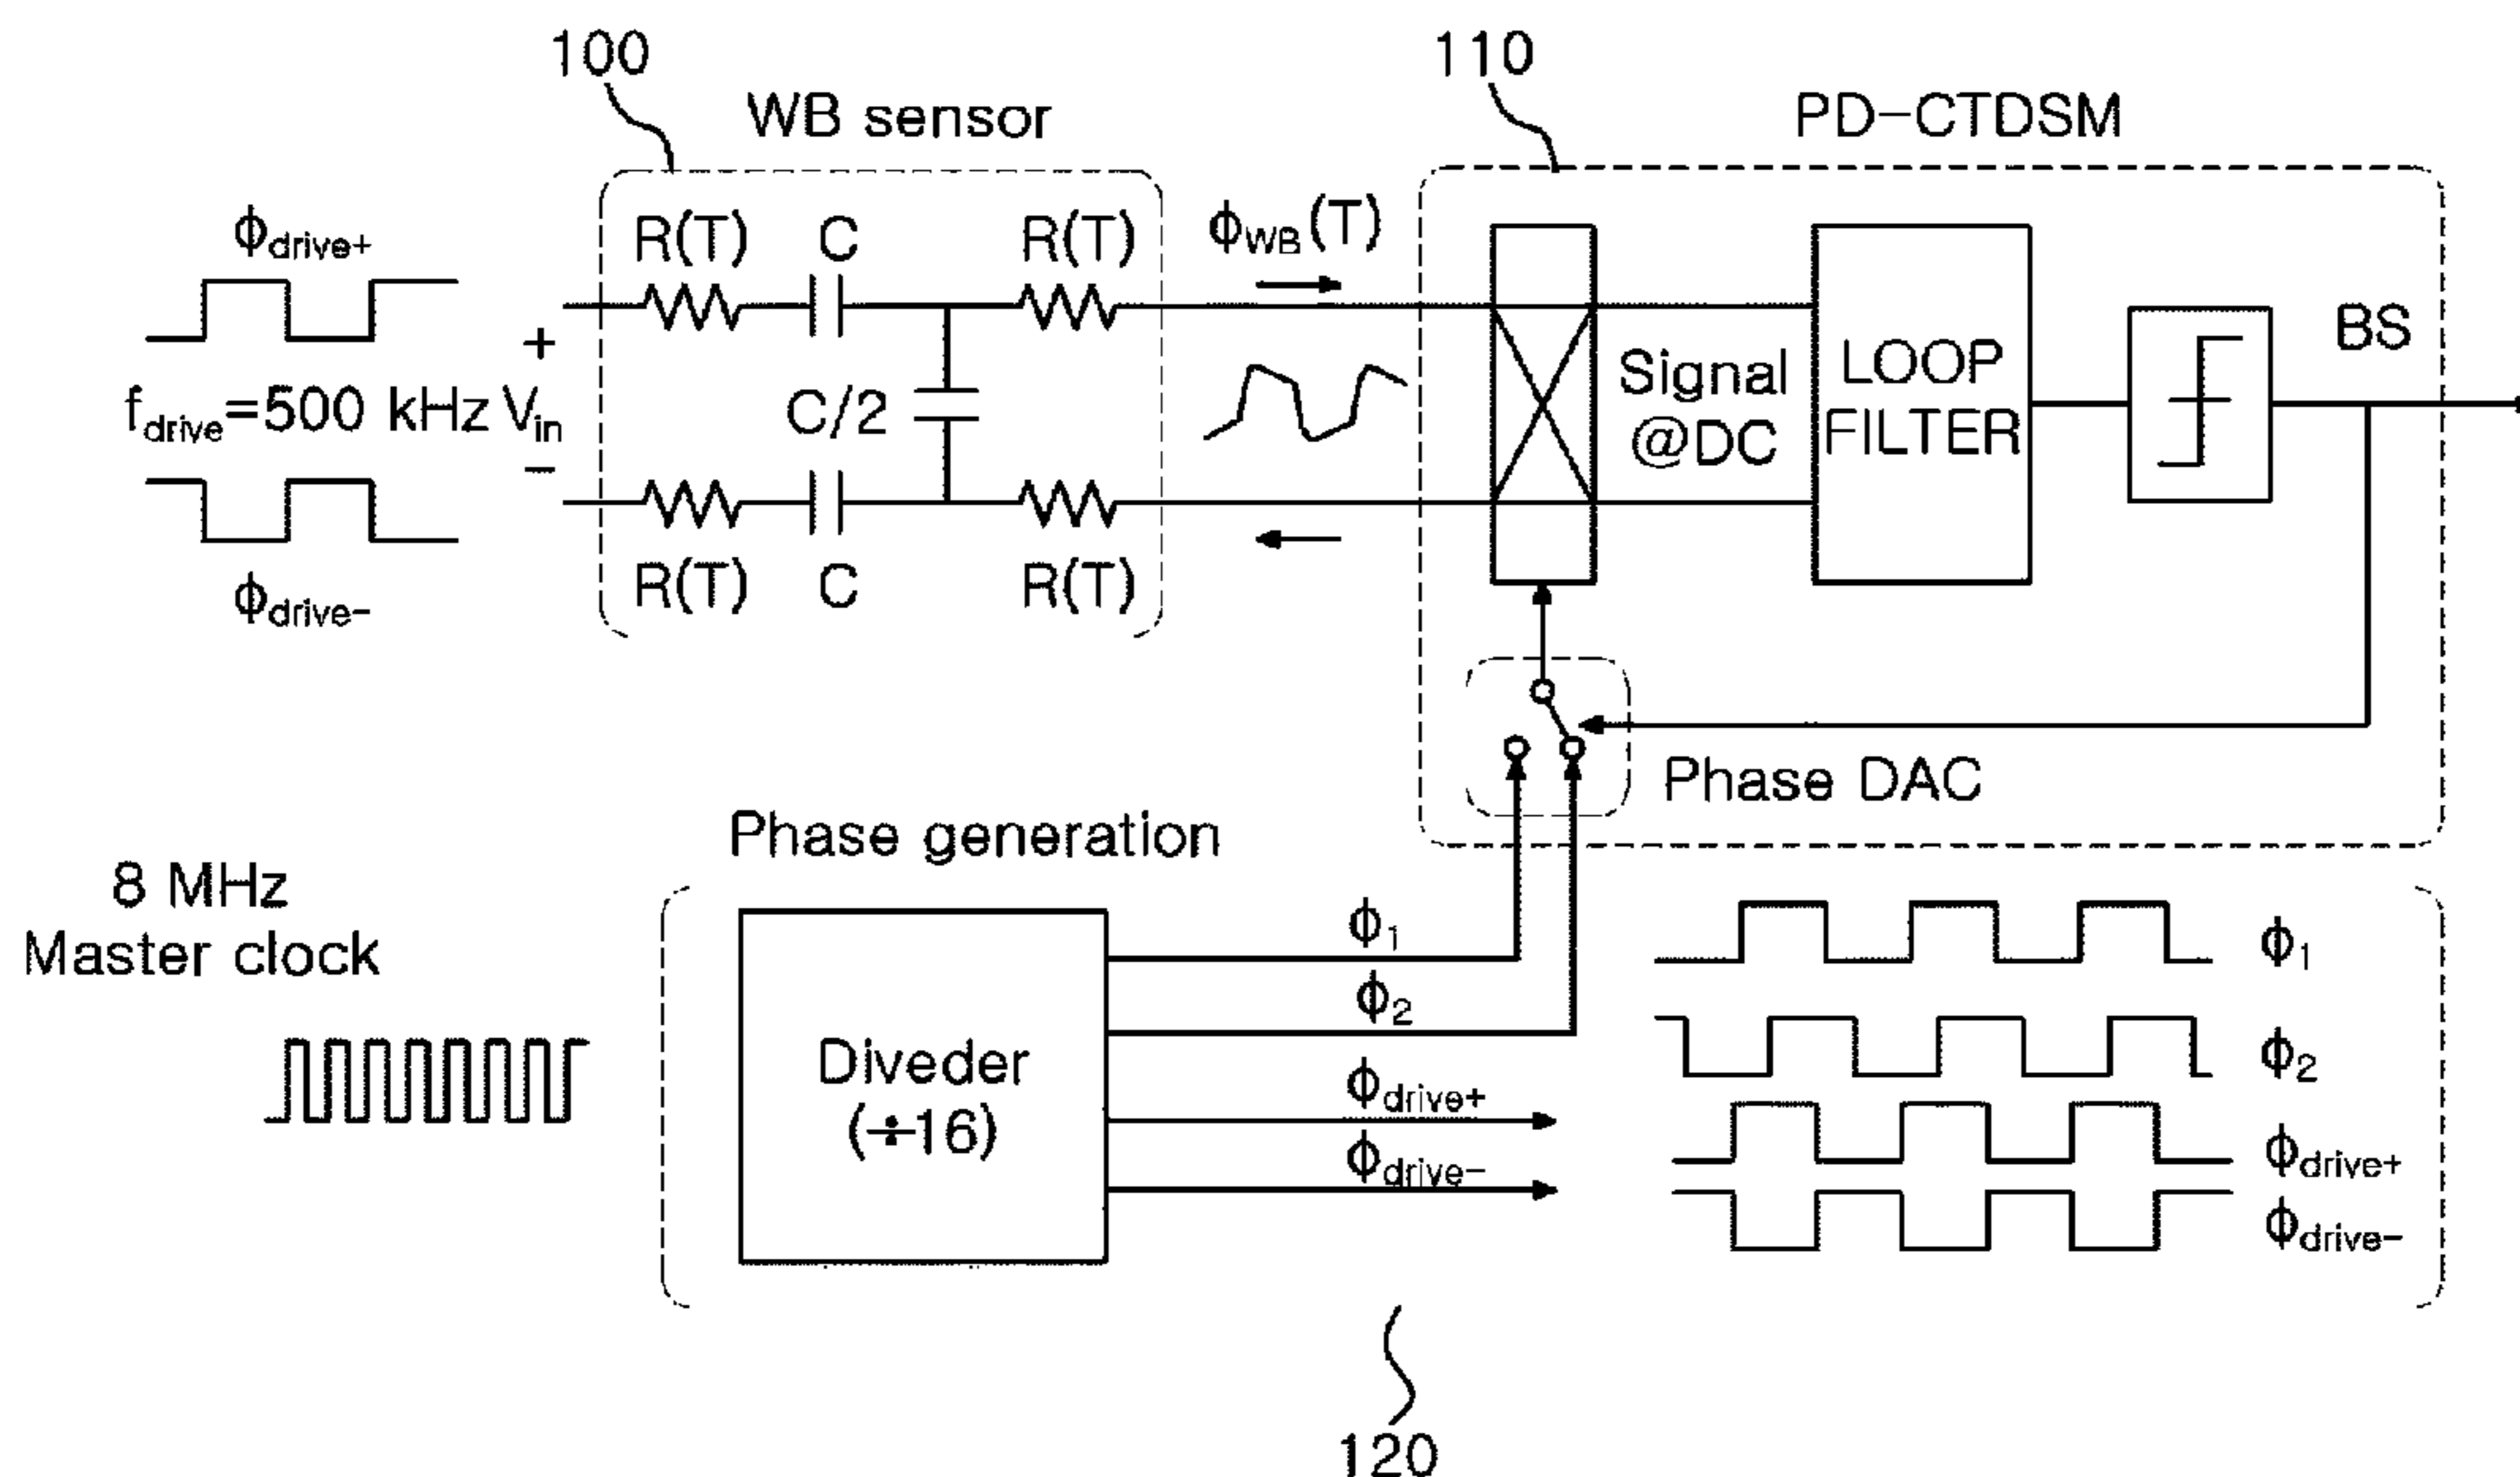 100
110
WB sensor
PD-CTDSM
ϕdrive+
R(T)
C
R(T)
ϕWB(T)
+
fdrive=500 kHz Vin
−
C/2
Signal
@DC
LOOP
FILTER
BS
ϕdrive−
R(T)
C
R(T)
Phase DAC
Phase generation
8 MHz
Master clock
ϕ1
ϕ2
Diveder
(÷16)
ϕdrive+
ϕdrive−
ϕ1
ϕ2
ϕdrive+
ϕdrive−
120